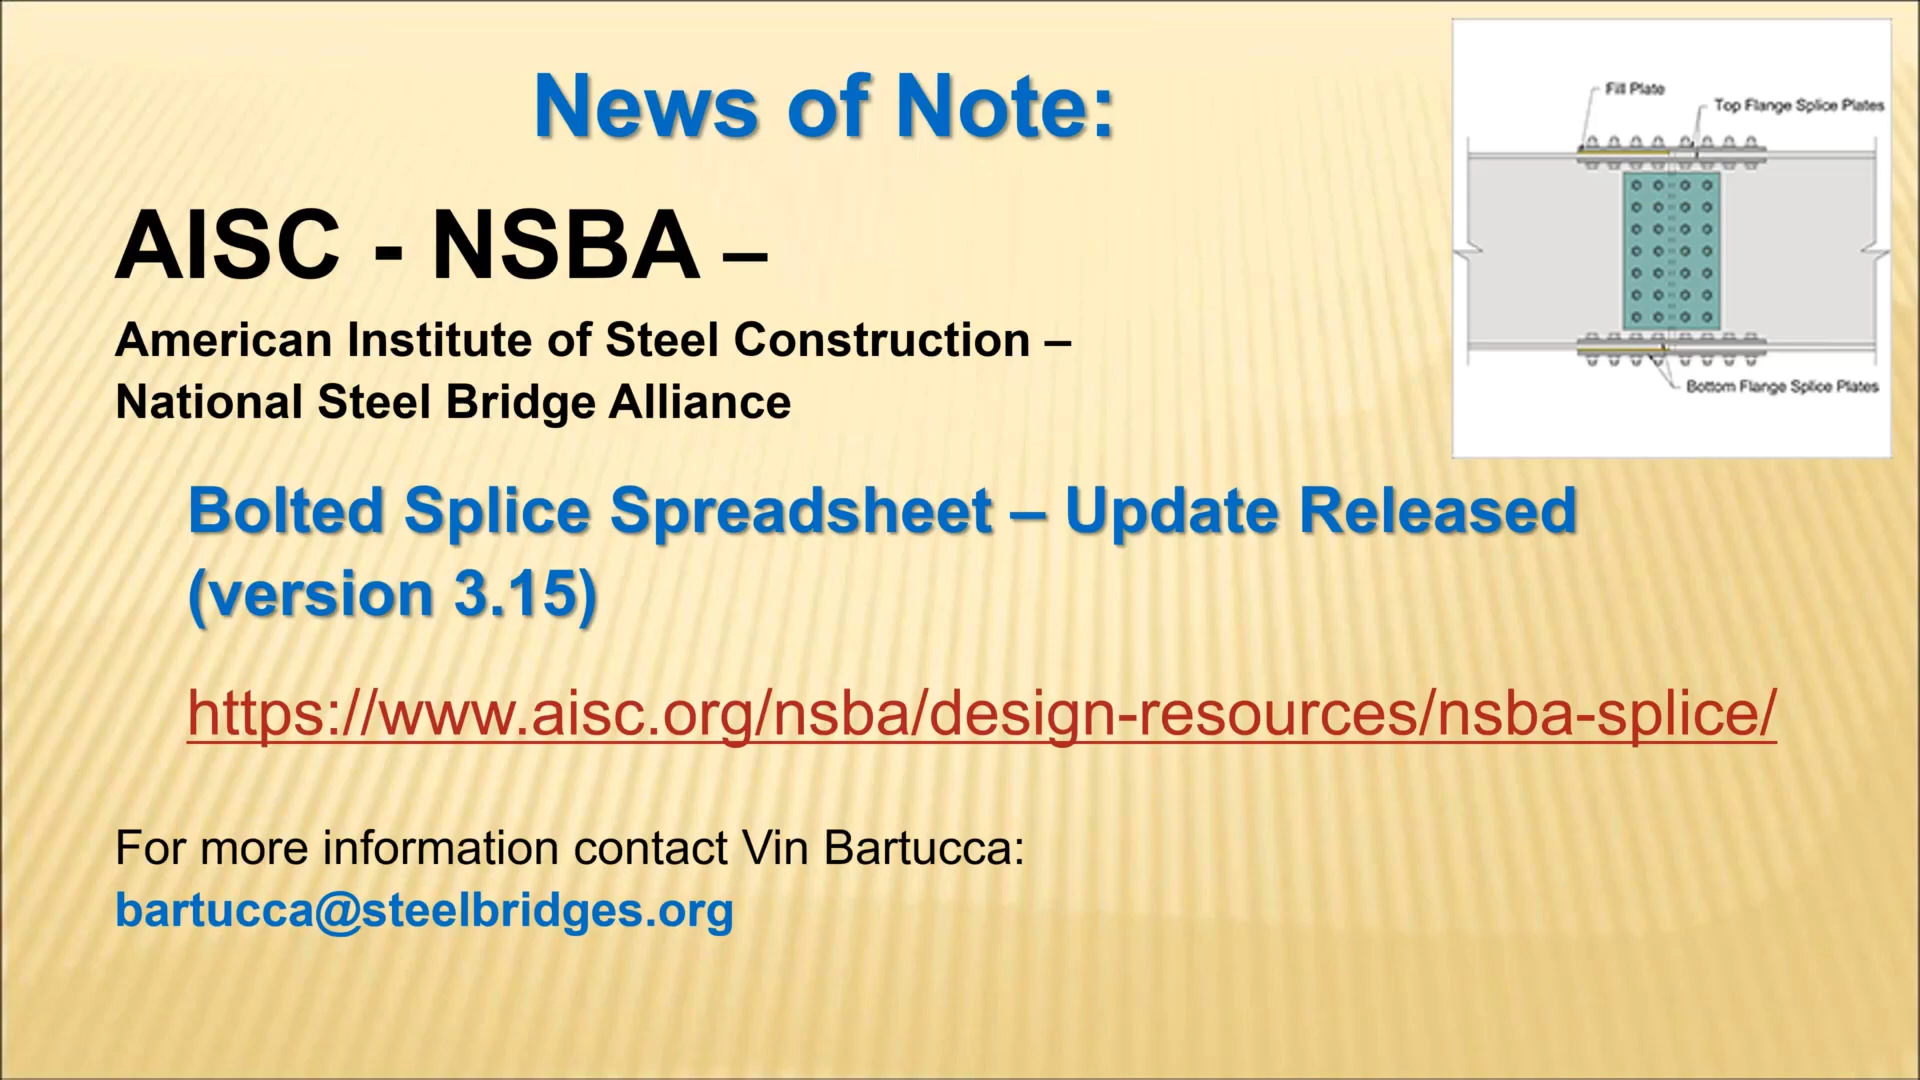 News of Note:
Fill Plate
Top Flange Splice Plates
AISC - NSBA –
American Institute of Steel Construction –
National Steel Bridge Alliance
Bottom Flange Splice Plates
Bolted Splice Spreadsheet – Update Released
(version 3.15)
https://www.aisc.org/nsba/design-resources/nsba-splice/
For more information contact Vin Bartucca:
bartucca@steelbridges.org